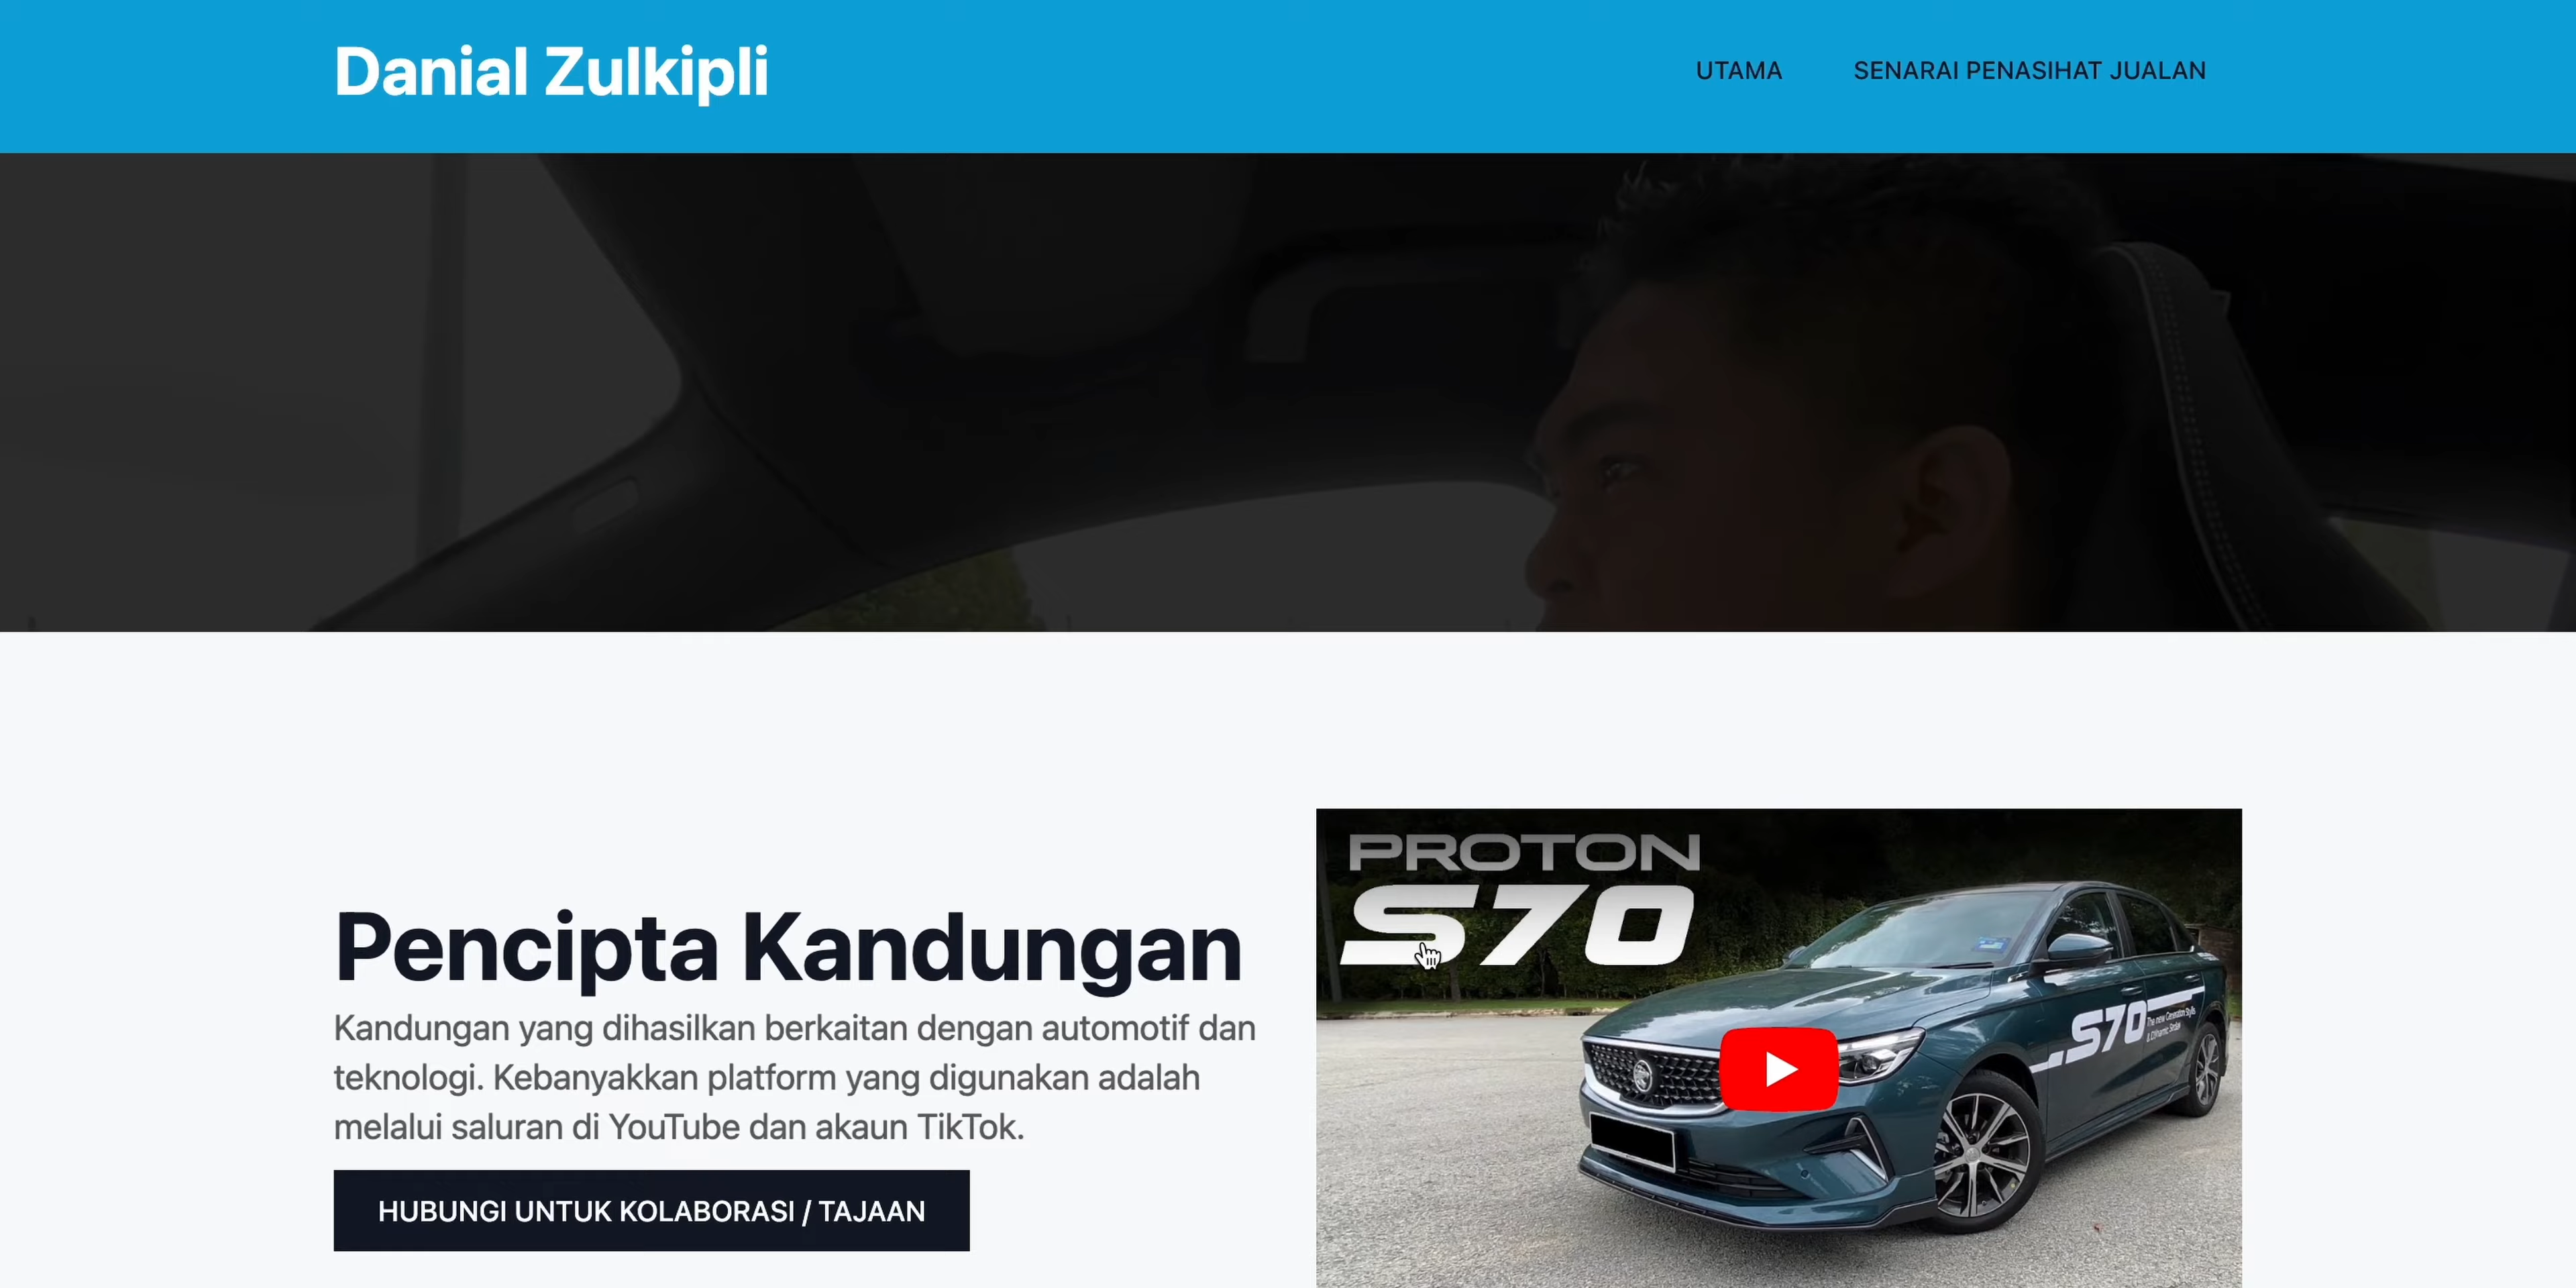 Danial Zulkipli
UTAMA
SENARAI PENASIHAT JUALAN
PROTON
S70
Pencipta Kandungan
Kandungan yang dihasilkan berkaitan dengan automotif dan
teknologi. Kebanyakkan platform yang digunakan adalah
melalui saluran di YouTube dan akaun TikTok.
HUBUNGI UNTUK KOLABORASI / TAJAAN
S70